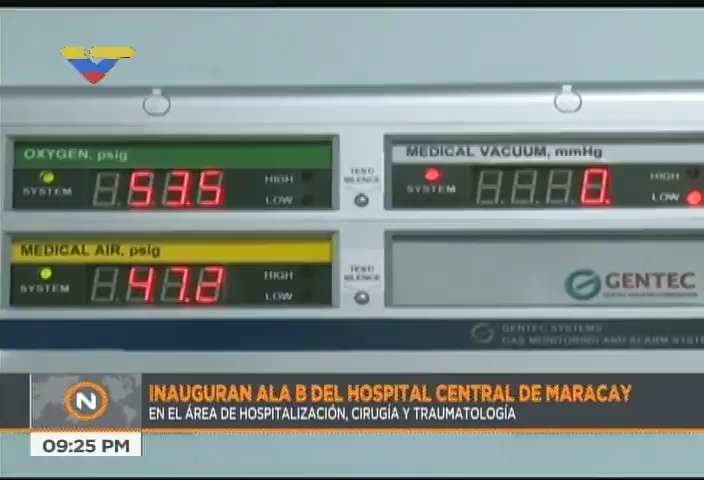 OXYGEN, psig
SYSTEM
53.5
HIGH
LOW
TEST/
SILENCE
MEDICAL VACUUM, mmHg
SYSTEM
0.
HIGH
LOW
MEDICAL AIR, psig
SYSTEM
47.2
HIGH
LOW
TEST/
SILENCE
GENTEC
GENTEC SYSTEMS
GAS MONITORING AND ALARM SYSTE
N
INAUGURAN ALA B DEL HOSPITAL CENTRAL DE MARACAY
EN EL ÁREA DE HOSPITALIZACIÓN, CIRUGÍA Y TRAUMATOLOGÍA
09:25 PM